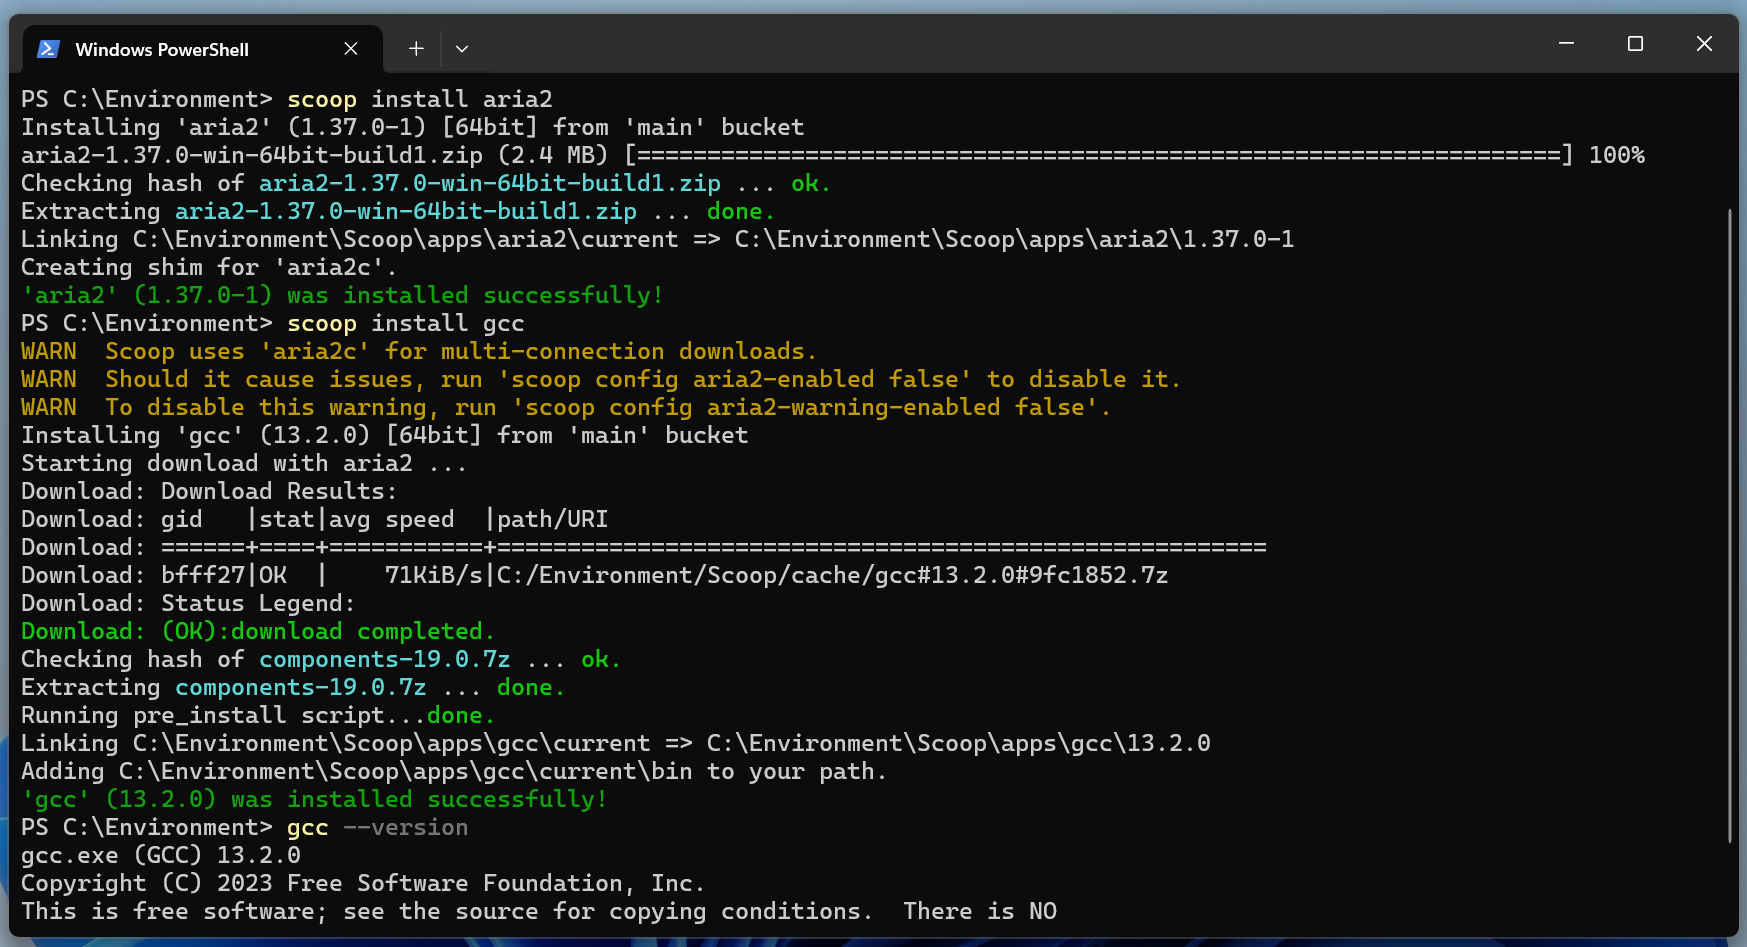 Windows PowerShell
PS C:\Environment> scoop install aria2
Installing 'aria2' (1.37.0-1) [64bit] from 'main' bucket
aria2-1.37.0-win-64bit-build1.zip (2.4 MB) [==================================================================] 100%
Checking hash of aria2-1.37.0-win-64bit-build1.zip ... ok.
Extracting aria2-1.37.0-win-64bit-build1.zip ... done.
Linking C:\Environment\Scoop\apps\aria2\current => C:\Environment\Scoop\apps\aria2\1.37.0-1
Creating shim for 'aria2c'.
'aria2' (1.37.0-1) was installed successfully!
PS C:\Environment> scoop install gcc
WARN  Scoop uses 'aria2c' for multi-connection downloads.
WARN  Should it cause issues, run 'scoop config aria2-enabled false' to disable it.
WARN  To disable this warning, run 'scoop config aria2-warning-enabled false'.
Installing 'gcc' (13.2.0) [64bit] from 'main' bucket
Starting download with aria2 ...
Download: Download Results:
Download: gid   |stat|avg speed  |path/URI
Download: ======+====+===========+=======================================================
Download: bfff27|OK  |    71KiB/s|C:/Environment/Scoop/cache/gcc#13.2.0#9fc1852.7z
Download: Status Legend:
Download: (OK):download completed.
Checking hash of components-19.0.7z ... ok.
Extracting components-19.0.7z ... done.
Running pre_install script...done.
Linking C:\Environment\Scoop\apps\gcc\current => C:\Environment\Scoop\apps\gcc\13.2.0
Adding C:\Environment\Scoop\apps\gcc\current\bin to your path.
'gcc' (13.2.0) was installed successfully!
PS C:\Environment> gcc --version
gcc.exe (GCC) 13.2.0
Copyright (C) 2023 Free Software Foundation, Inc.
This is free software; see the source for copying conditions.  There is NO